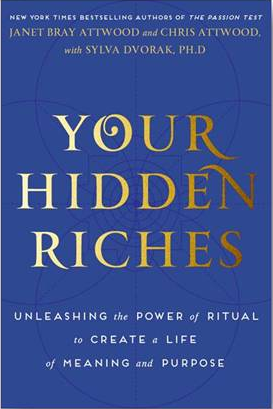 NEW YORK TIMES BESTSELLING AUTHORS OF THE PASSION TEST
JANET BRAY ATTWOOD and CHRIS ATTWOOD,
with SYLVA DVORAK, PH.D
YOUR
HIDDEN
RICHES
UNLEASHING the POWER of RITUAL
to CREATE a LIFE
of MEANING and PURPOSE